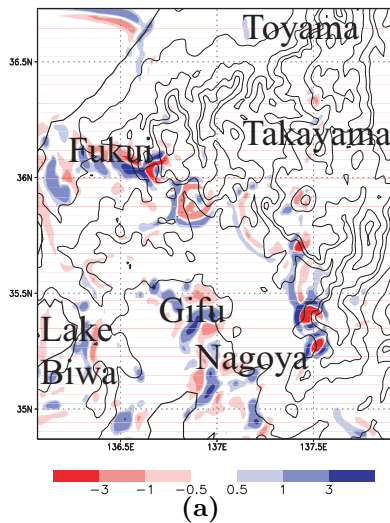 Toyama
36.5N
Takayama
Fukui
36N
35.5N
Gifu
Lake
Nagoya
Biwa
35N
136.5E 137E 137.5E
−3 −1 −0.5 0.5 1 3
(a)